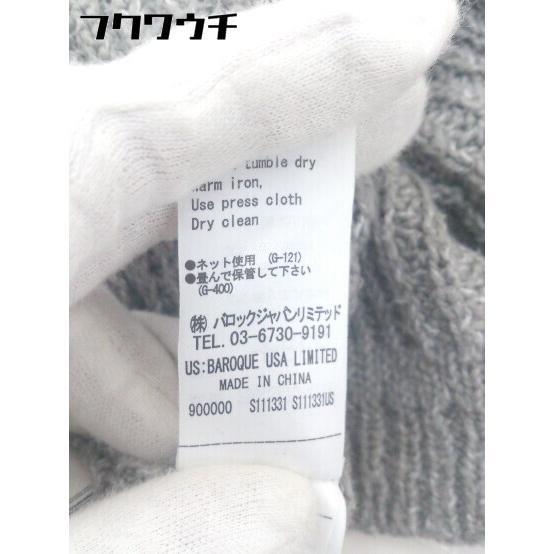 フクワウチ
tumble dry
warm iron,
Use press cloth
Dry clean
●ネット使用 (G-121)
●畳んで保管して下さい
(G-400)
㈱ バロックジャパンリミテッド
TEL. 03-6730-9191
US:BAROQUE USA LIMITED
MADE IN CHINA
900000 S111331 S111331US